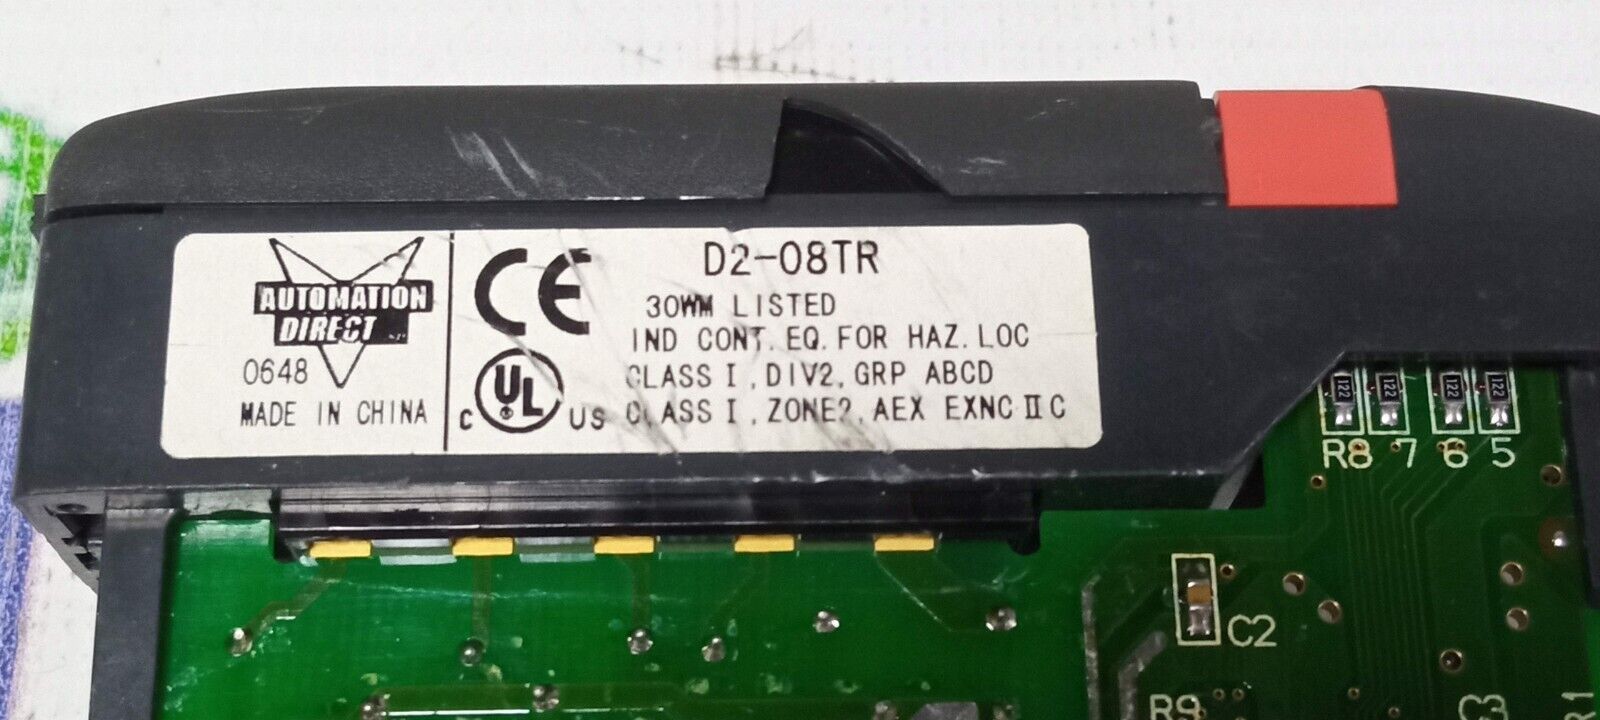 AUTOMATION
DIRECT
0648
MADE IN CHINA
CE
C UL ® US
D2-08TR
30WM LISTED
IND CONT. EQ. FOR HAZ. LOC
CLASS I, DIV2, GRP ABCD
CLASS I, ZONE2, AEX EXNC II C
122 122 122 122
R8 7 6 5
C2
R9
C3
R1